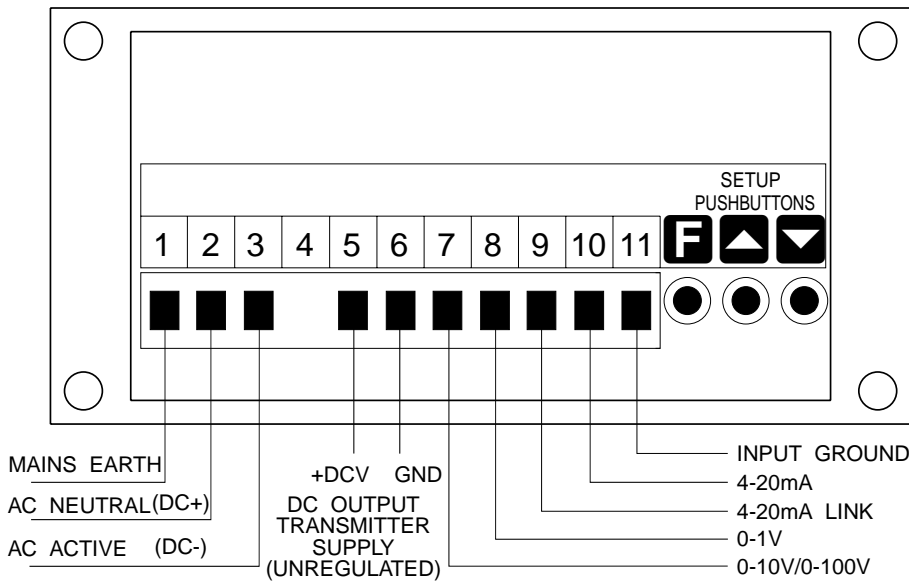 SETUP
PUSHBUTTONS
1 2 3 4 5 6 7 8 9 10 11 F
MAINS EARTH
AC NEUTRAL (DC+)
AC ACTIVE (DC-)
+DCV GND
DC OUTPUT
TRANSMITTER
SUPPLY
(UNREGULATED)
INPUT GROUND
4-20mA
4-20mA LINK
0-1V
0-10V/0-100V